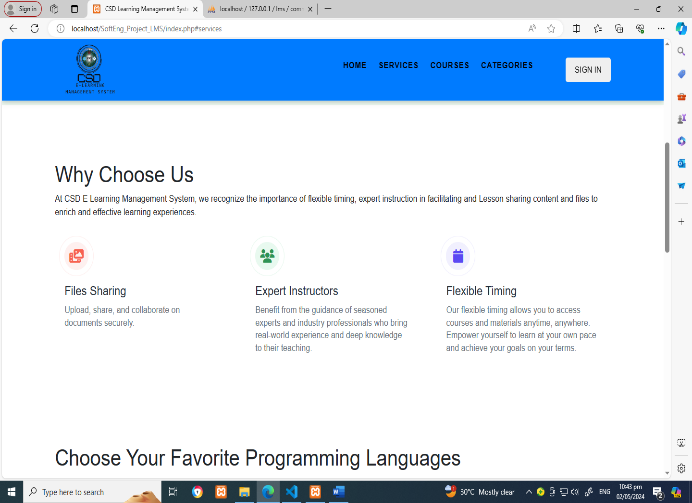 Sign in
CSD Learning Management System
localhost / 127.0.0.1 / lms / com
localhost/SoftEng_Project_LMS/index.php#services
CSD
E-LEARNING
MANAGEMENT SYSTEM
HOME SERVICES COURSES CATEGORIES
SIGN IN
Why Choose Us
At CSD E Learning Management System, we recognize the importance of flexible timing, expert instruction in facilitating and Lesson sharing content and files to
enrich and effective learning experiences.
Files Sharing
Upload, share, and collaborate on
documents securely.
Expert Instructors
Benefit from the guidance of seasoned
experts and industry professionals who bring
real-world experience and deep knowledge
to their teaching.
Flexible Timing
Our flexible timing allows you to access
courses and materials anytime, anywhere.
Empower yourself to learn at your own pace
and achieve your goals on your terms.
Choose Your Favorite Programming Languages
Type here to search
30°C Mostly clear
ENG
10:43 pm
02/05/2024
2